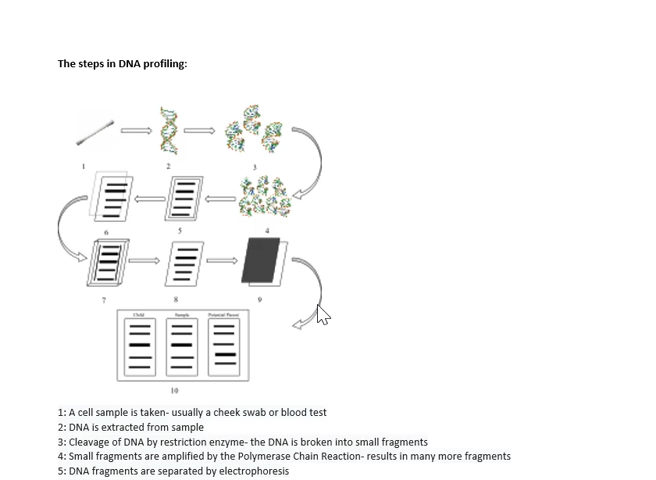 The steps in DNA profiling:
1
2
3
6
5
4
7
8
9
Child Sample Potential Parent
10
1: A cell sample is taken- usually a cheek swab or blood test
2: DNA is extracted from sample
3: Cleavage of DNA by restriction enzyme- the DNA is broken into small fragments
4: Small fragments are amplified by the Polymerase Chain Reaction- results in many more fragments
5: DNA fragments are separated by electrophoresis